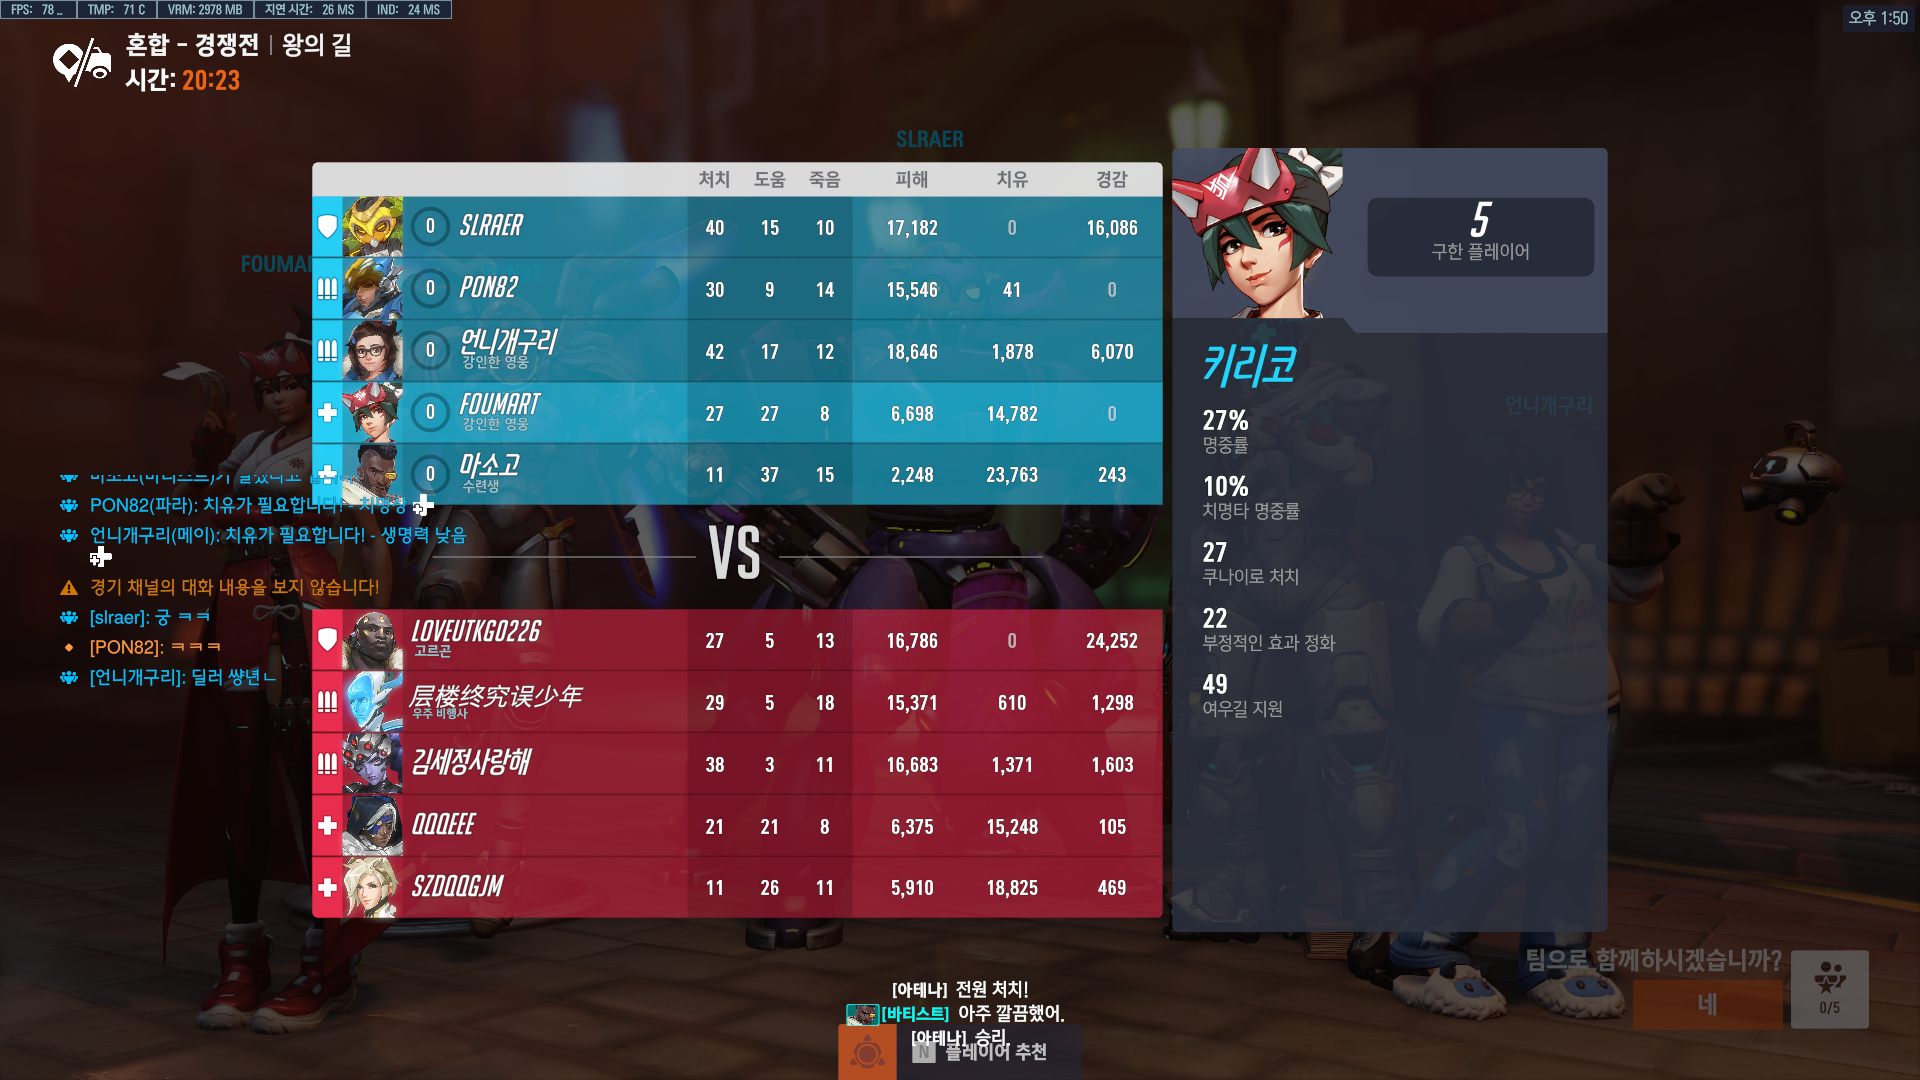 FPS: 78 .. TMP: 71 C VRM: 2978 MB 지연 시간: 26 MS IND: 24 MS
오후 1:50
혼합 - 경쟁전 | 왕의 길
시간: 20:23
SLRAER
처치 도움 죽음 피해 치유 경감
0 SLRAER 40 15 10 17,182 0 16,086
0 PON82 30 9 14 15,546 41 0
0 언니개구리 42 17 12 18,646 1,878 6,070
강인한 영웅
0 FOUMART 27 27 8 6,698 14,782 0
강인한 영웅
0 마소고 11 37 15 2,248 23,763 243
수련생
PON82(파라): 치유가 필요합니다! -
언니개구리(메이): 치유가 필요합니다! - 생명력 낮음
경기 채널의 대화 내용을 보지 않습니다!
[slraer]: 궁 ㅋㅋ
[PON82]: ㅋㅋㅋ
[언니개구리]: 딜러 썅년ㄴ
VS
LOVEUTKG0226 27 5 13 16,786 0 24,252
고르곤
层楼终究误少年 29 5 18 15,371 610 1,298
우주 비행사
김세정사랑해 38 3 11 16,683 1,371 1,603
QQQEEE 21 21 8 6,375 15,248 105
SZDQQGJM 11 26 11 5,910 18,825 469
5
구한 플레이어
키리코
27%
명중률
10%
치명타 명중률
27
쿠나이로 처치
22
부정적인 효과 정화
49
여우길 지원
언니개구리
팀으로 함께하시겠습니까?
네
0/5
[아테나] 전원 처치!
[바티스트] 아주 깔끔했어.
[아테나] 승리.
N 플레이어 추천